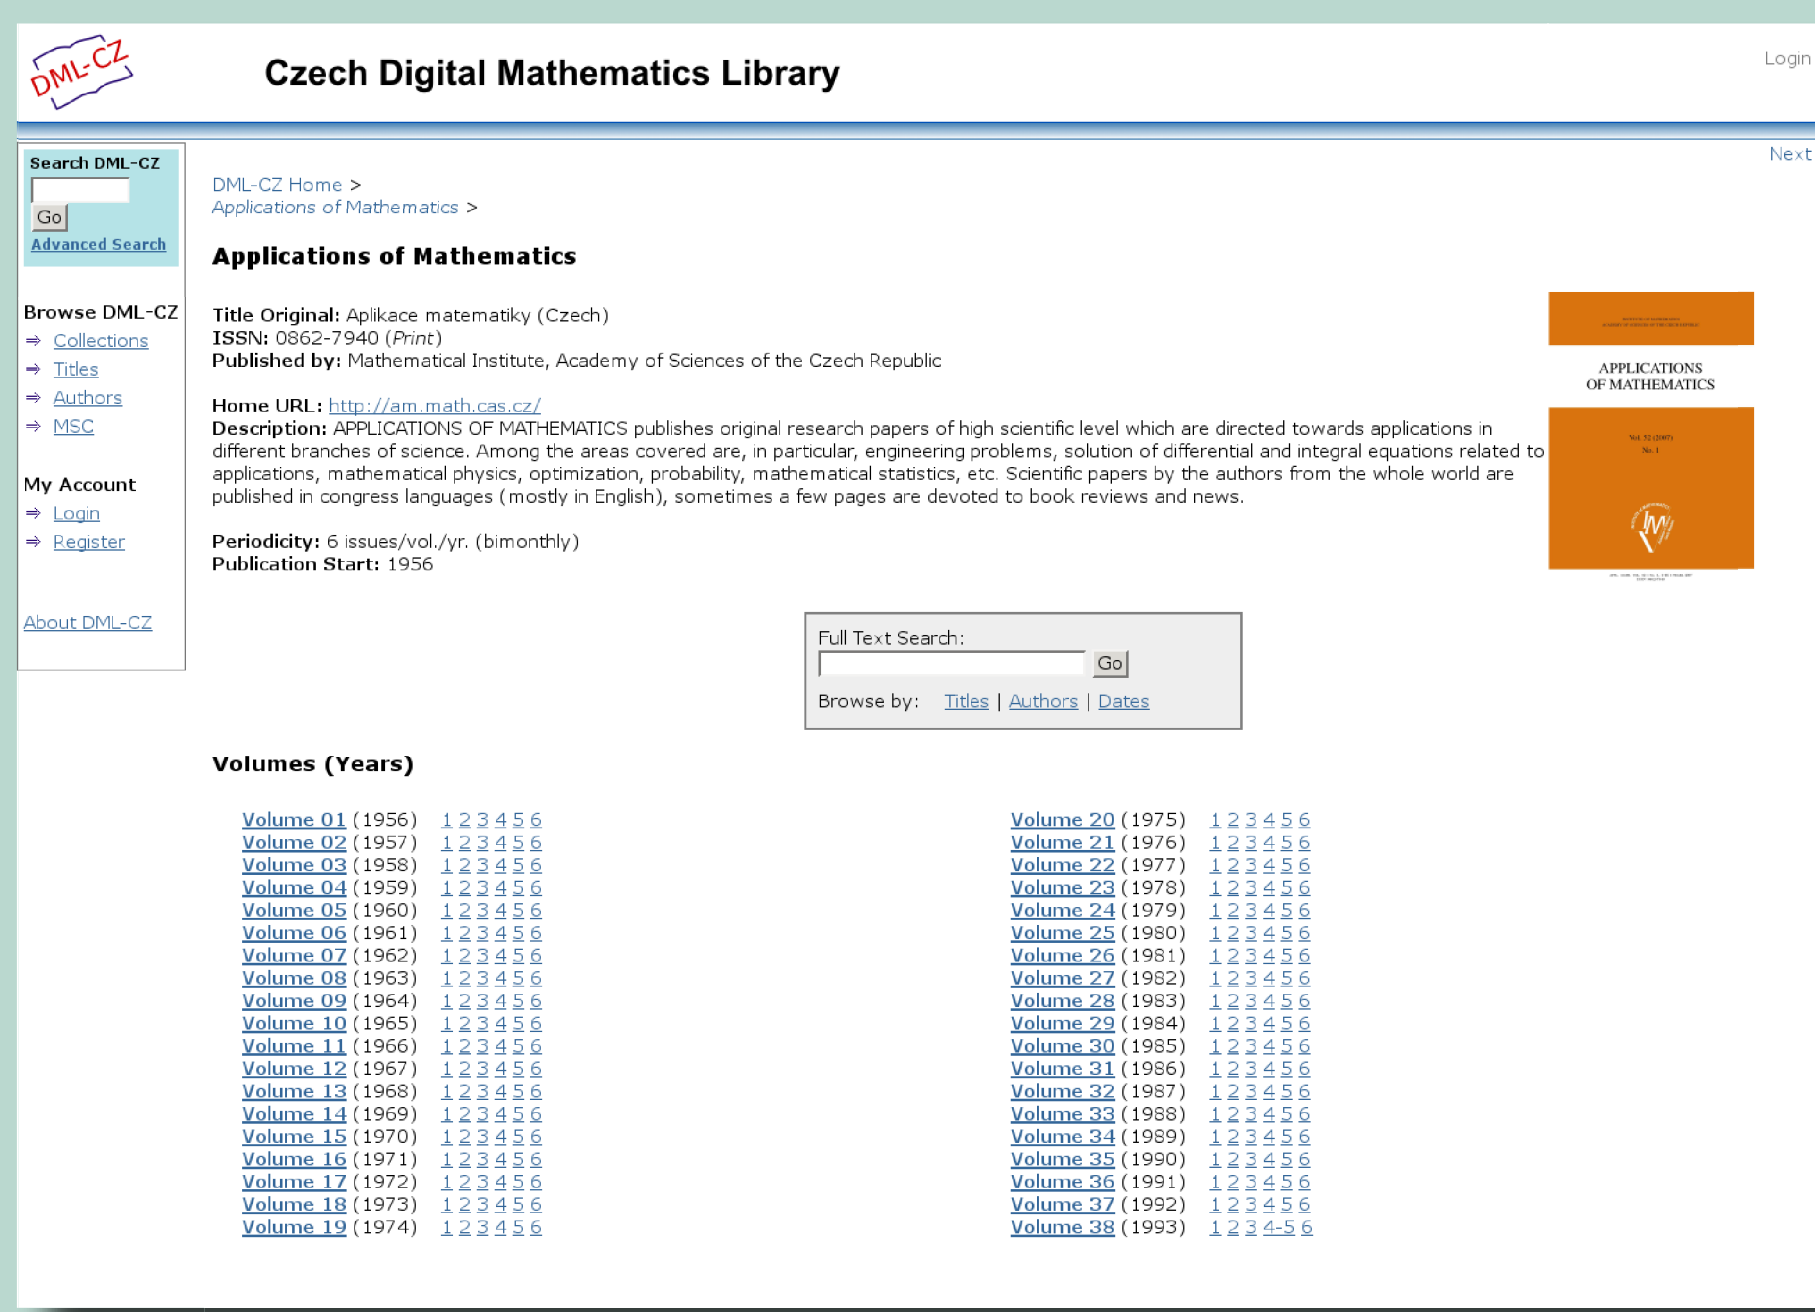 DML-CZ
Czech Digital Mathematics Library
Login
Next
Search DML-CZ
Go
Advanced Search
Browse DML-CZ
⇒ Collections
⇒ Titles
⇒ Authors
⇒ MSC
My Account
⇒ Login
⇒ Register
About DML-CZ
DML-CZ Home >
Applications of Mathematics >
Applications of Mathematics
Title Original: Aplikace matematiky (Czech)
ISSN: 0862-7940 (Print)
Published by: Mathematical Institute, Academy of Sciences of the Czech Republic
Home URL: http://am.math.cas.cz/
Description: APPLICATIONS OF MATHEMATICS publishes original research papers of high scientific level which are directed towards applications in
different branches of science. Among the areas covered are, in particular, engineering problems, solution of differential and integral equations related to
applications, mathematical physics, optimization, probability, mathematical statistics, etc. Scientific papers by the authors from the whole world are
published in congress languages (mostly in English), sometimes a few pages are devoted to book reviews and news.
Periodicity: 6 issues/vol./yr. (bimonthly)
Publication Start: 1956
APPLICATIONS
OF MATHEMATICS
Vol. 52 (2007)
No. 1
Full Text Search:
Go
Browse by: Titles | Authors | Dates
Volumes (Years)
Volume 01 (1956) 1 2 3 4 5 6
Volume 02 (1957) 1 2 3 4 5 6
Volume 03 (1958) 1 2 3 4 5 6
Volume 04 (1959) 1 2 3 4 5 6
Volume 05 (1960) 1 2 3 4 5 6
Volume 06 (1961) 1 2 3 4 5 6
Volume 07 (1962) 1 2 3 4 5 6
Volume 08 (1963) 1 2 3 4 5 6
Volume 09 (1964) 1 2 3 4 5 6
Volume 10 (1965) 1 2 3 4 5 6
Volume 11 (1966) 1 2 3 4 5 6
Volume 12 (1967) 1 2 3 4 5 6
Volume 13 (1968) 1 2 3 4 5 6
Volume 14 (1969) 1 2 3 4 5 6
Volume 15 (1970) 1 2 3 4 5 6
Volume 16 (1971) 1 2 3 4 5 6
Volume 17 (1972) 1 2 3 4 5 6
Volume 18 (1973) 1 2 3 4 5 6
Volume 19 (1974) 1 2 3 4 5 6
Volume 20 (1975) 1 2 3 4 5 6
Volume 21 (1976) 1 2 3 4 5 6
Volume 22 (1977) 1 2 3 4 5 6
Volume 23 (1978) 1 2 3 4 5 6
Volume 24 (1979) 1 2 3 4 5 6
Volume 25 (1980) 1 2 3 4 5 6
Volume 26 (1981) 1 2 3 4 5 6
Volume 27 (1982) 1 2 3 4 5 6
Volume 28 (1983) 1 2 3 4 5 6
Volume 29 (1984) 1 2 3 4 5 6
Volume 30 (1985) 1 2 3 4 5 6
Volume 31 (1986) 1 2 3 4 5 6
Volume 32 (1987) 1 2 3 4 5 6
Volume 33 (1988) 1 2 3 4 5 6
Volume 34 (1989) 1 2 3 4 5 6
Volume 35 (1990) 1 2 3 4 5 6
Volume 36 (1991) 1 2 3 4 5 6
Volume 37 (1992) 1 2 3 4 5 6
Volume 38 (1993) 1 2 3 4-5 6